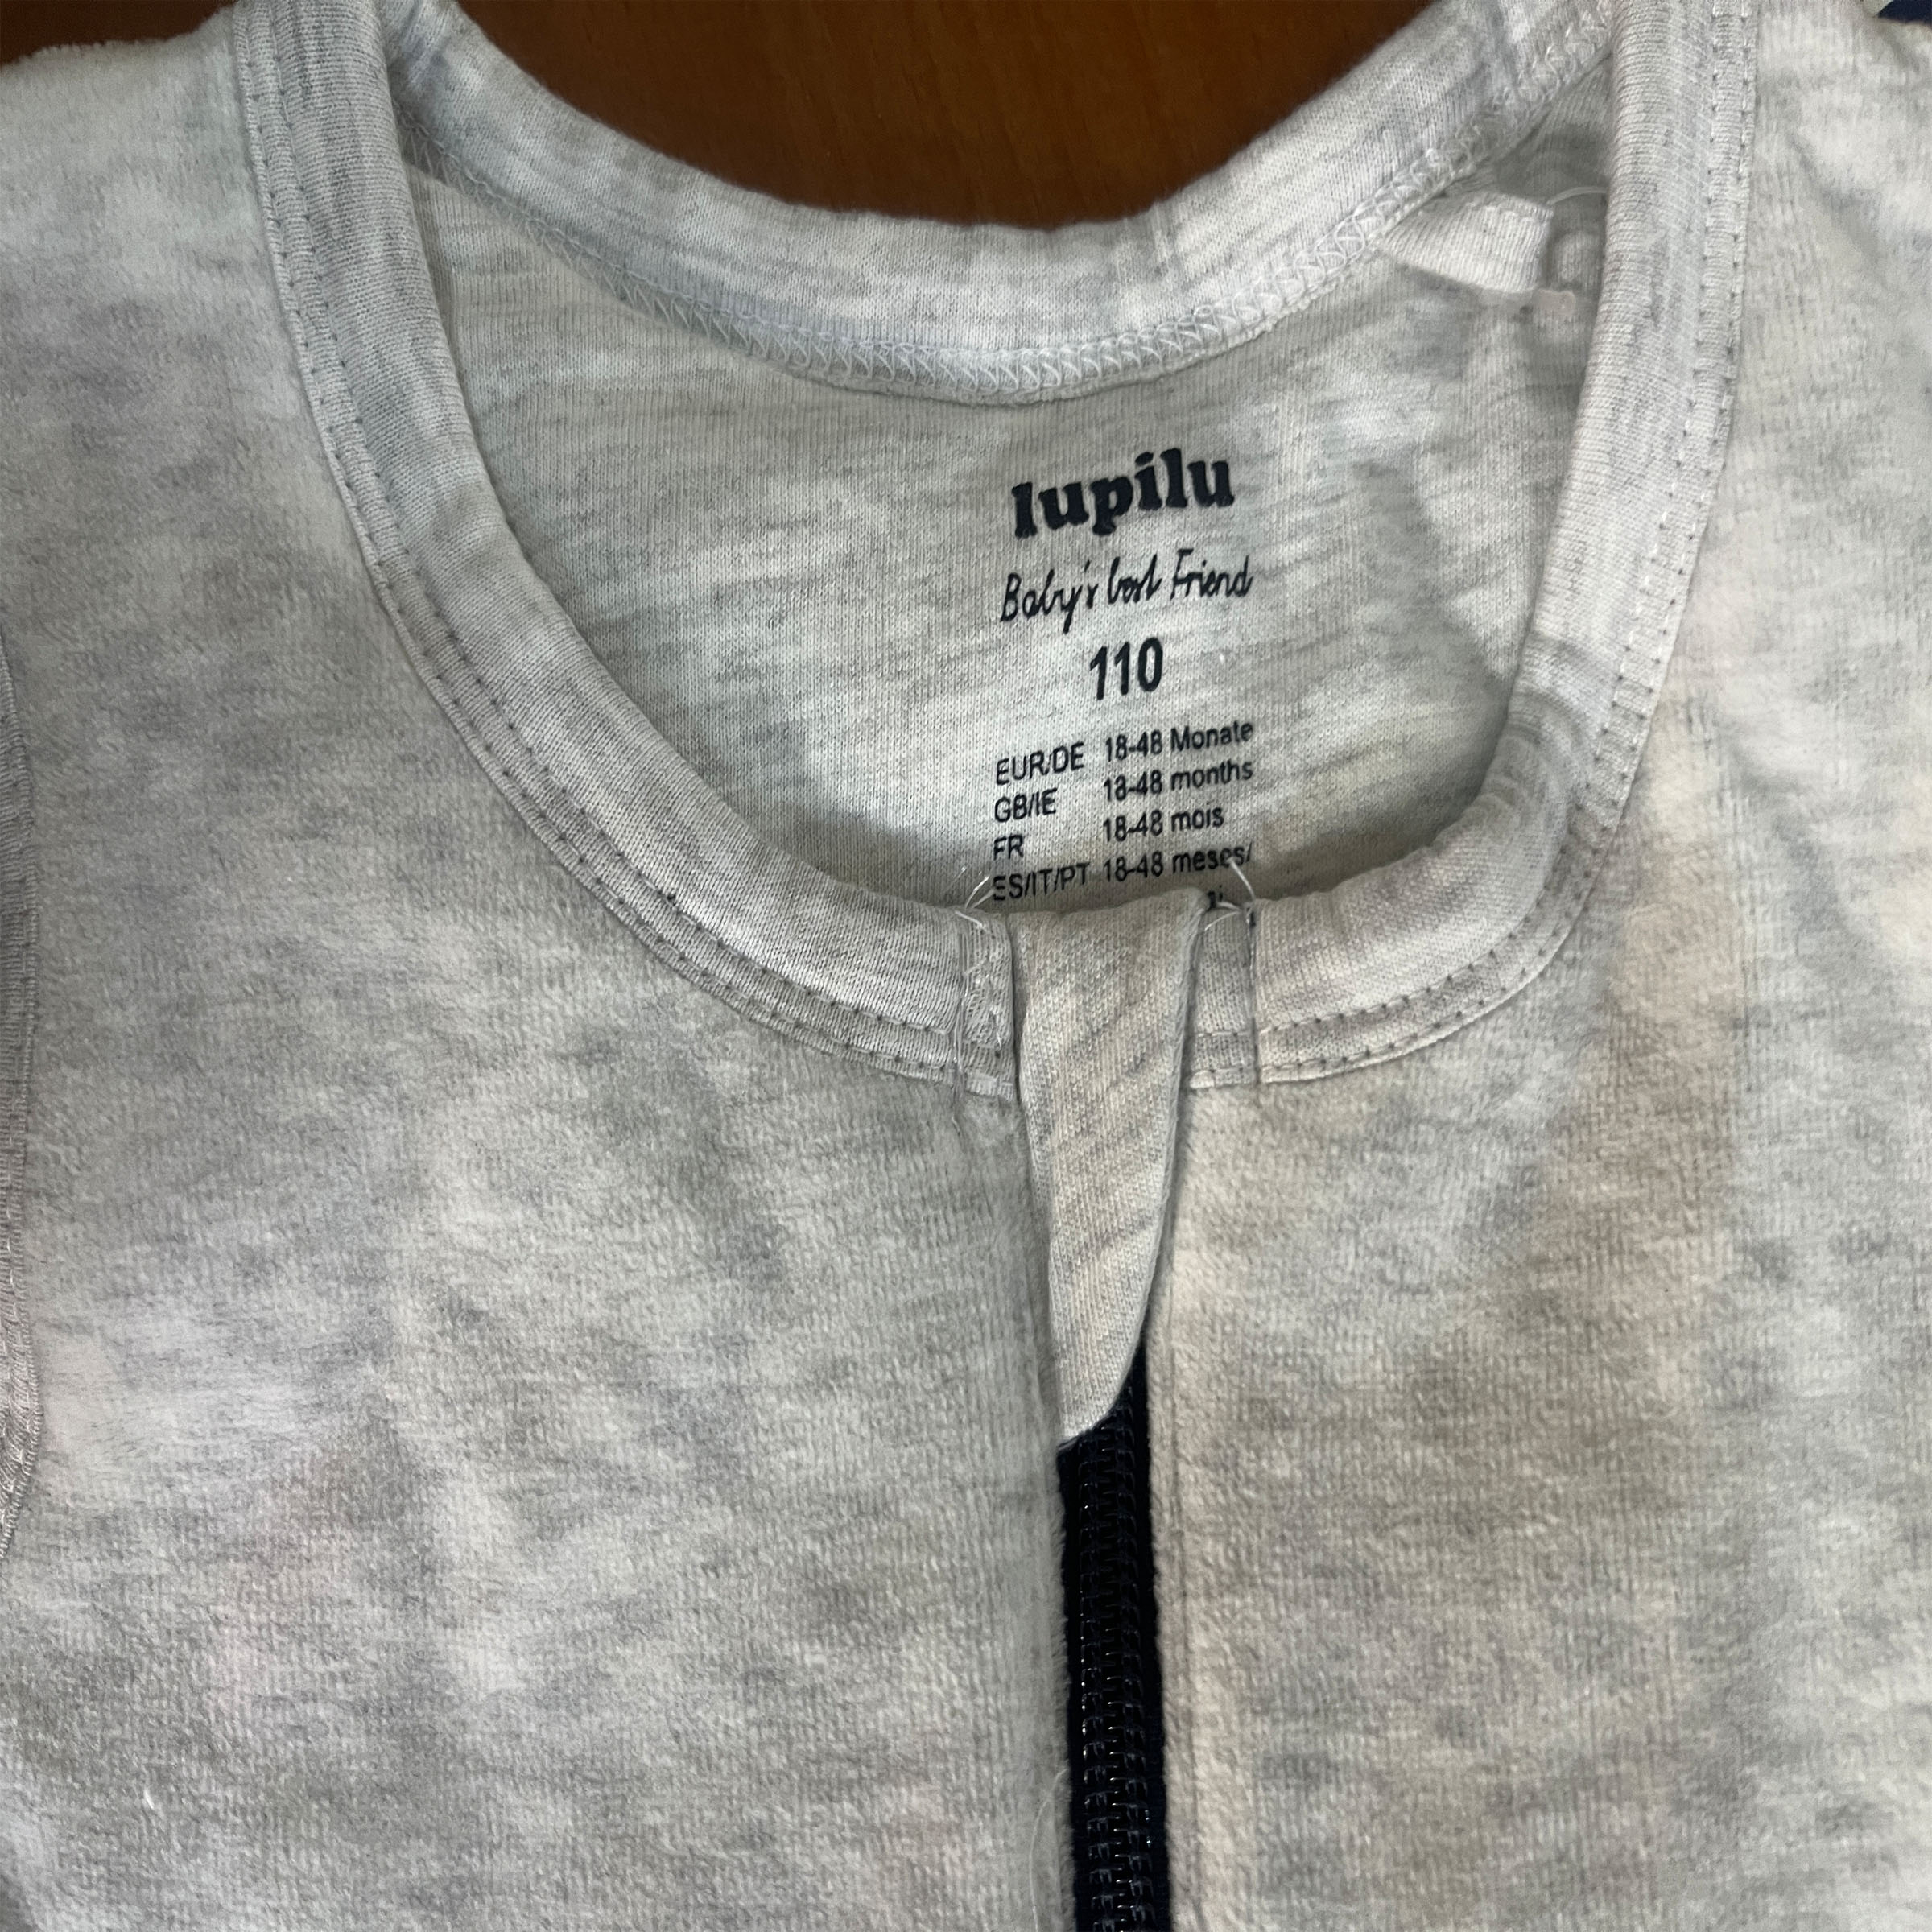 lupilu
Baby's best Friend
110
EUR/DE 18-48 Monate
GB/IE 18-48 months
FR 18-48 mois
ES/IT/PT 18-48 meses/